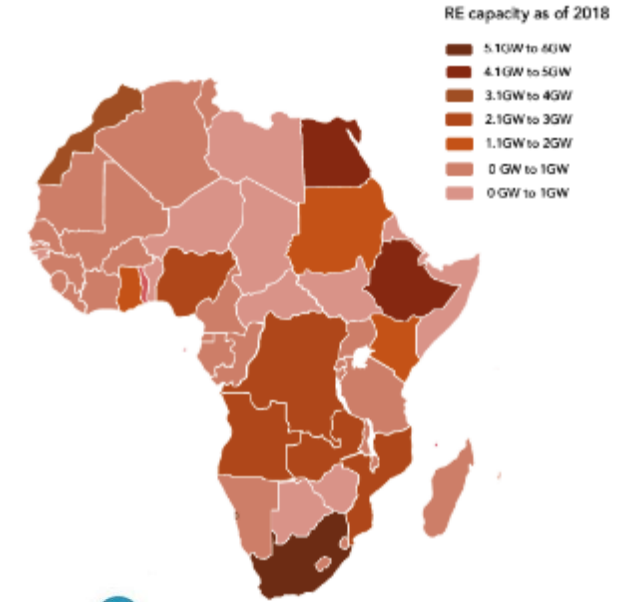 RE capacity as of 2018
5.1GW to 6GW
4.1GW to 5GW
3.1GW to 4GW
2.1GW to 3GW
1.1GW to 2GW
0 GW to 1GW
0 GW to 1GW